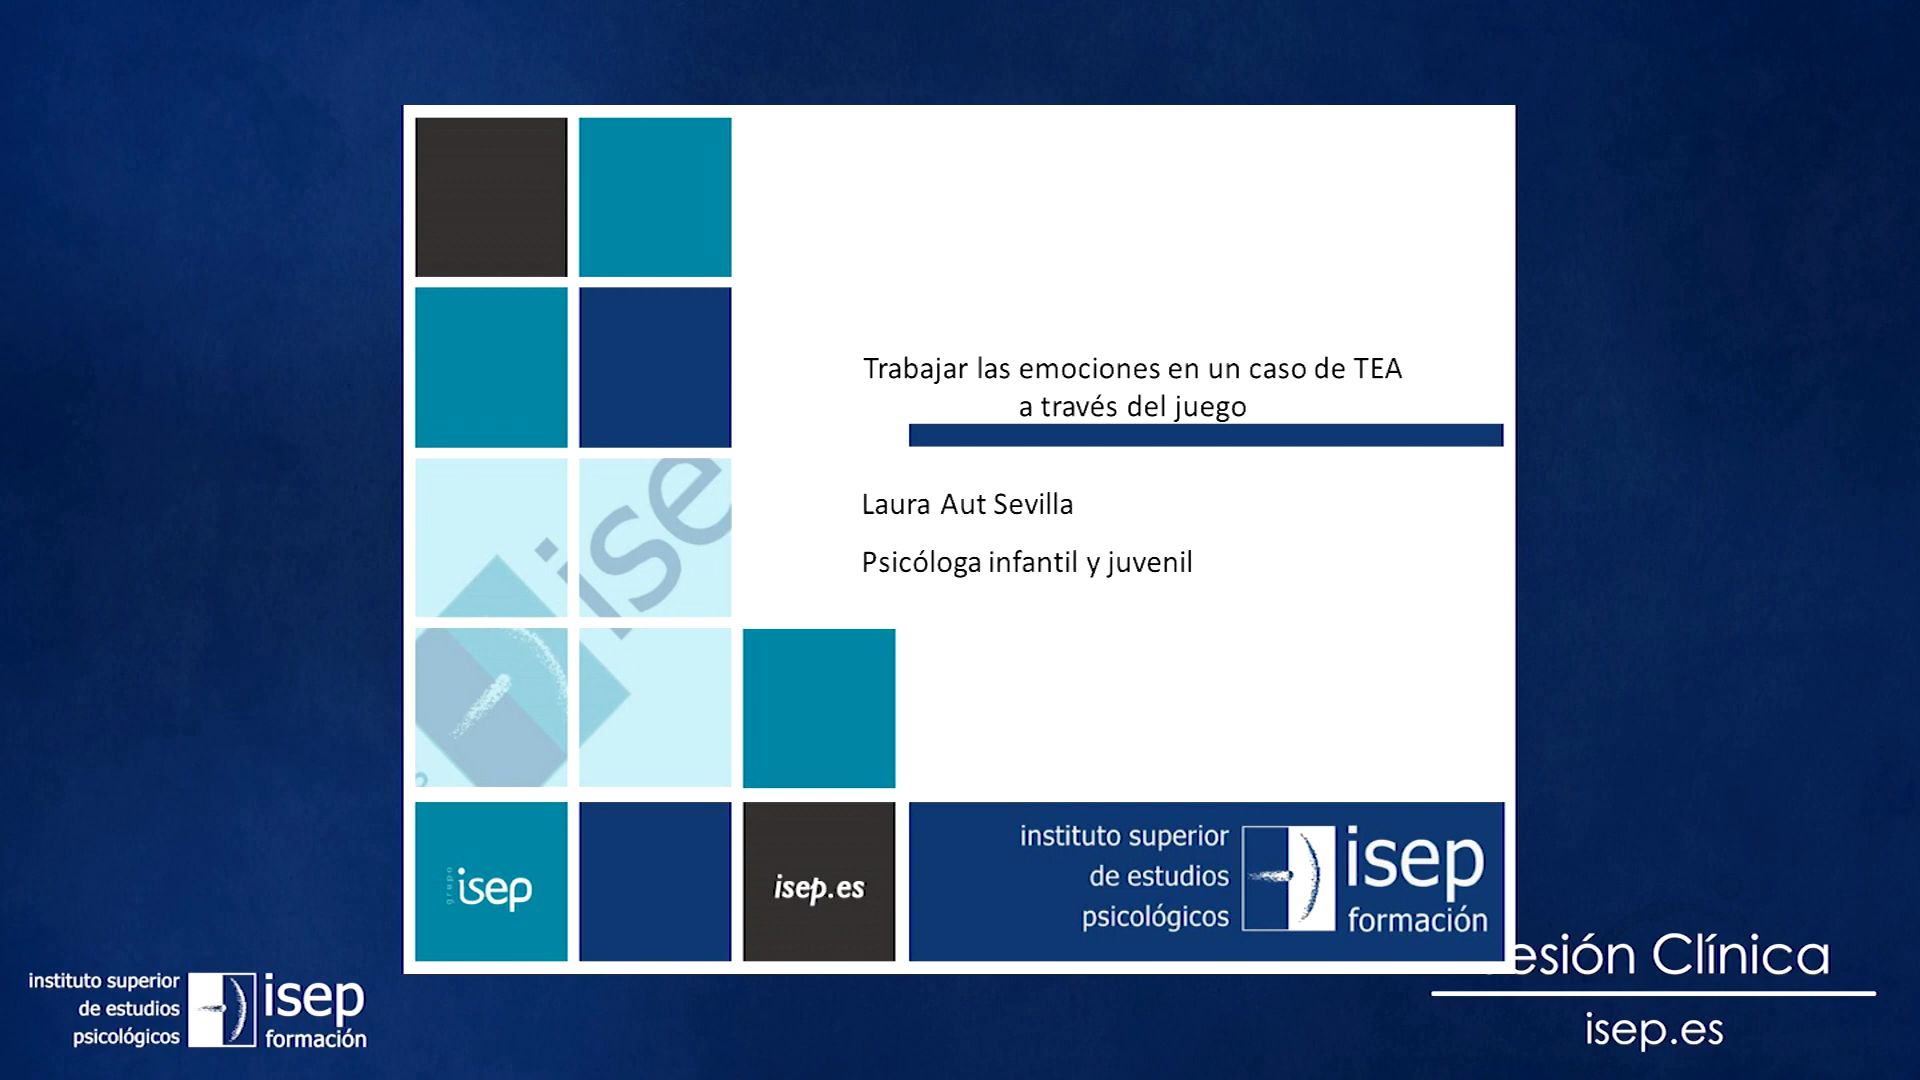 Trabajar las emociones en un caso de TEA
a través del juego
Laura Aut Sevilla
Psicóloga infantil y juvenil
ise
grupo
isep
isep.es
instituto superior
de estudios
psicológicos
isep
formación
esión Clínica
isep.es
instituto superior
de estudios
psicológicos
isep
formación